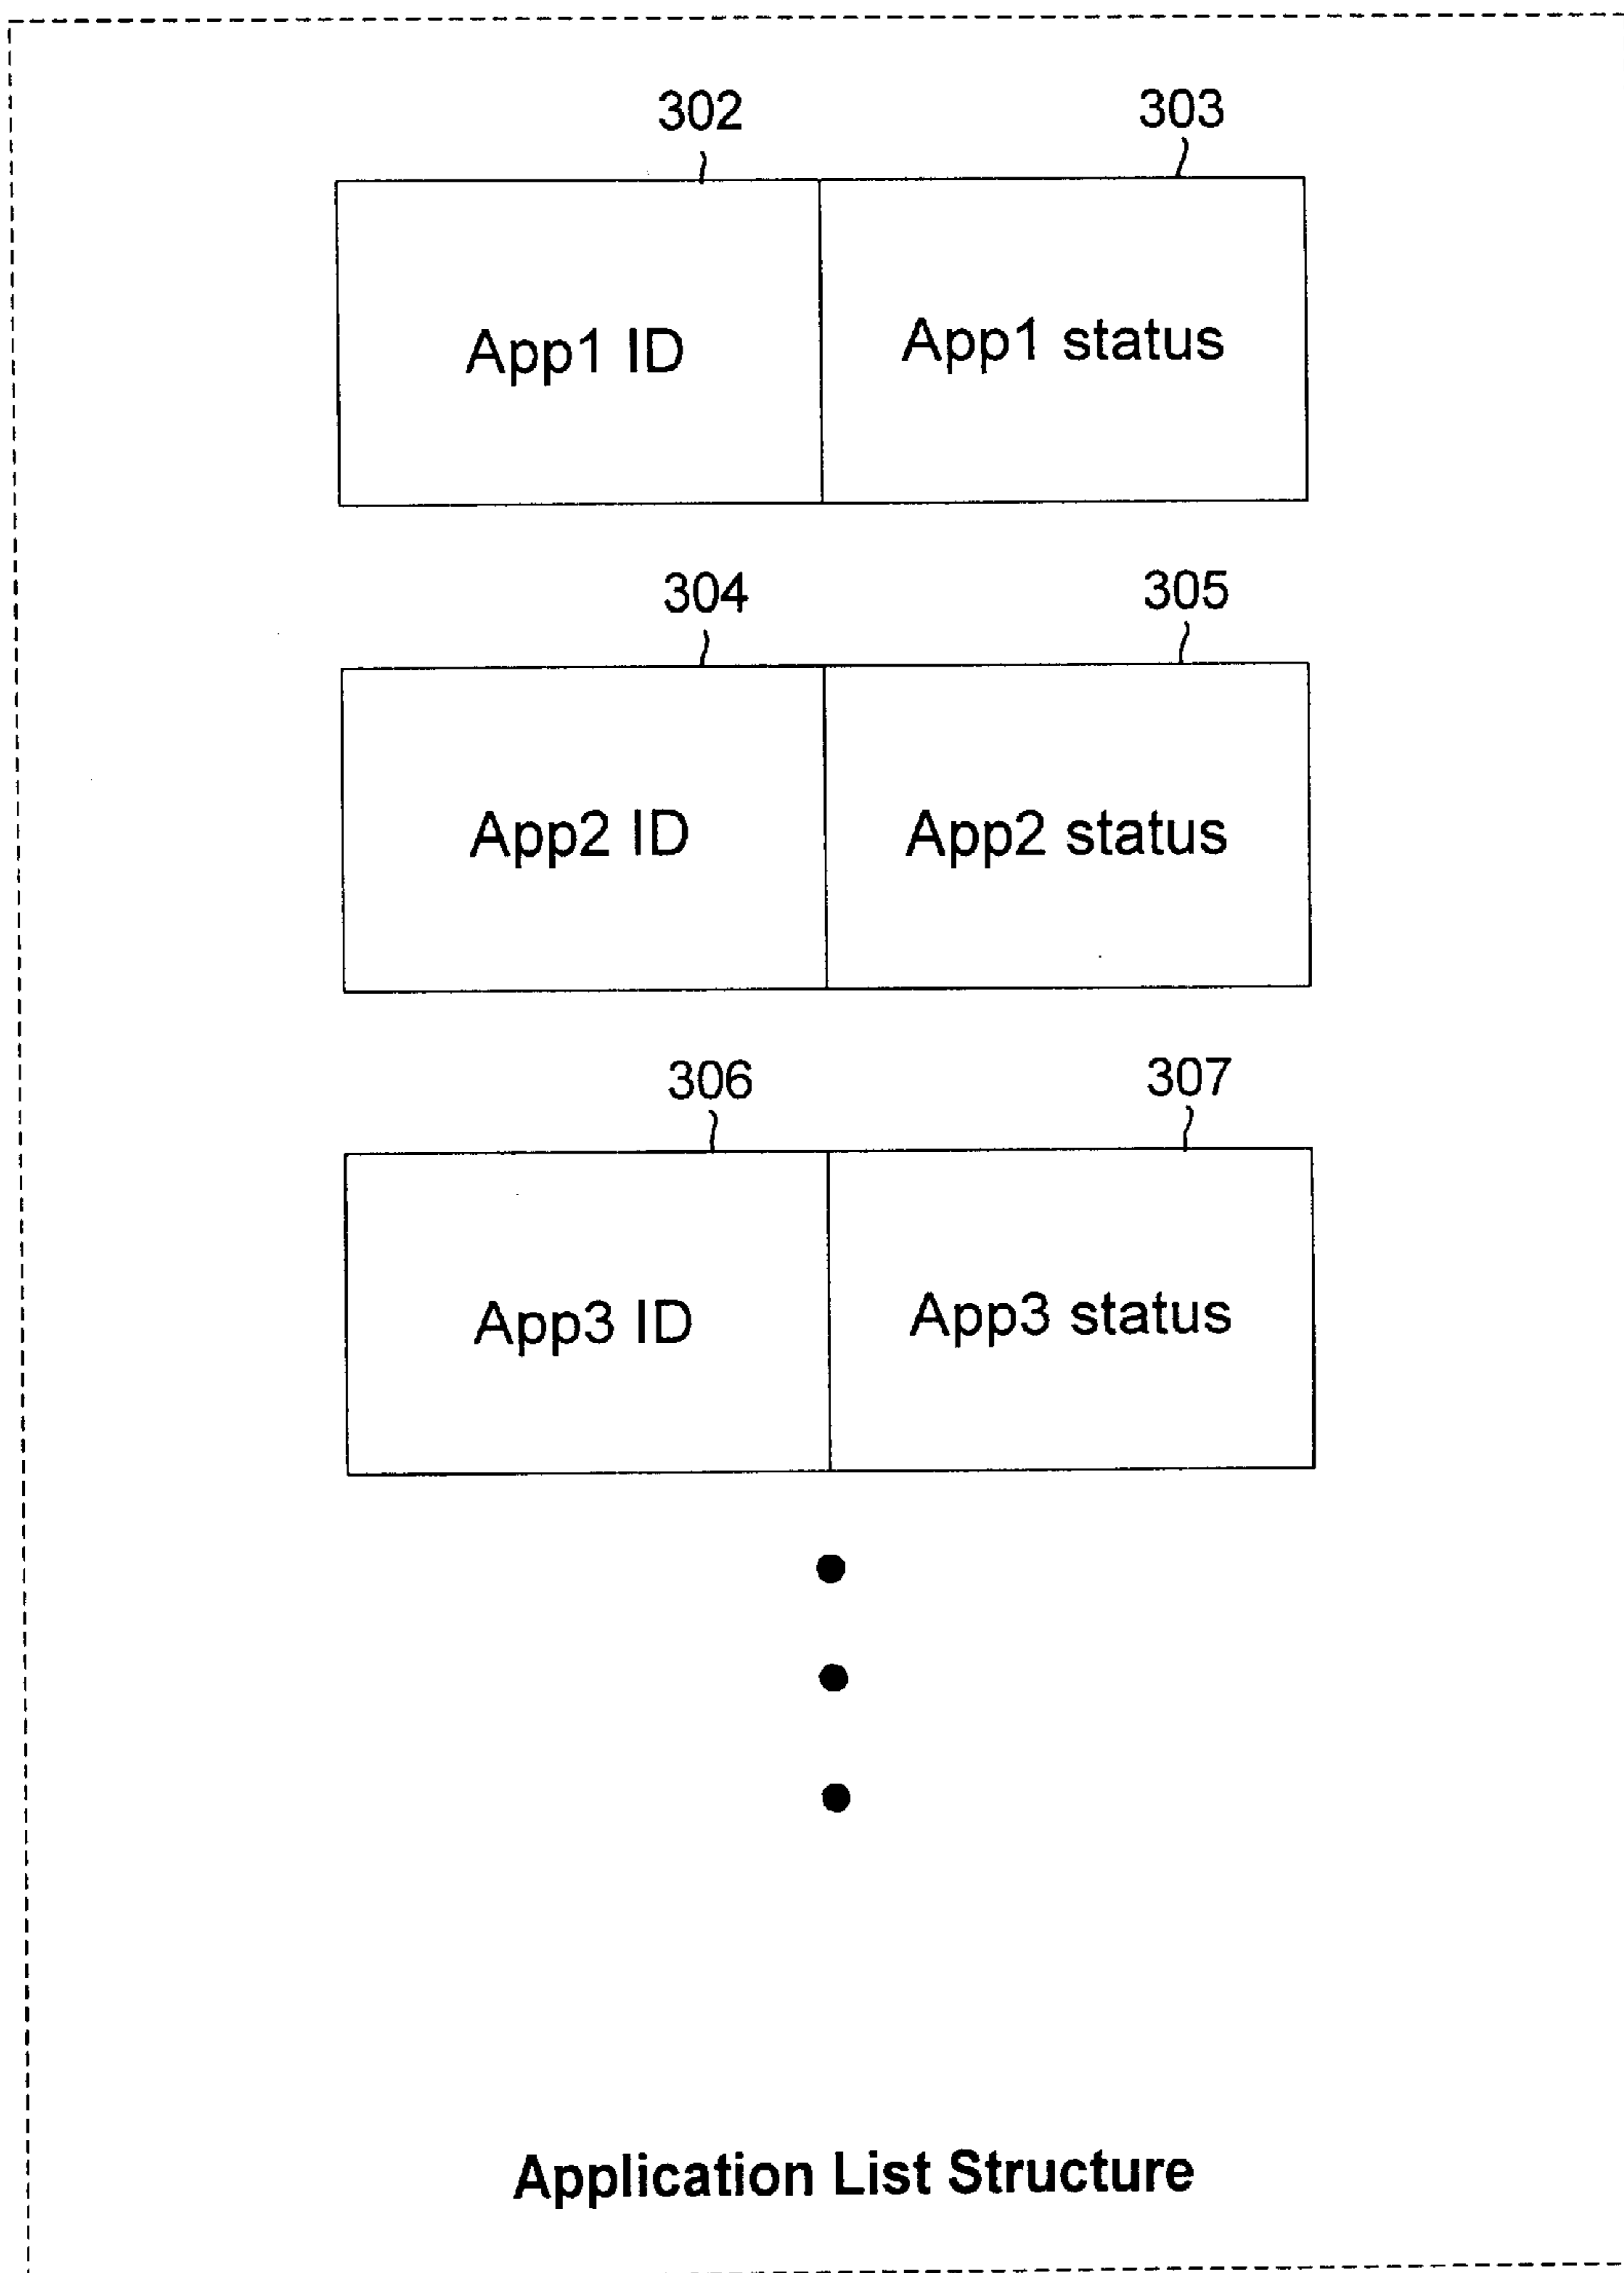 302 303
App1 ID App1 status
304 305
App2 ID App2 status
306 307
App3 ID App3 status
Application List Structure